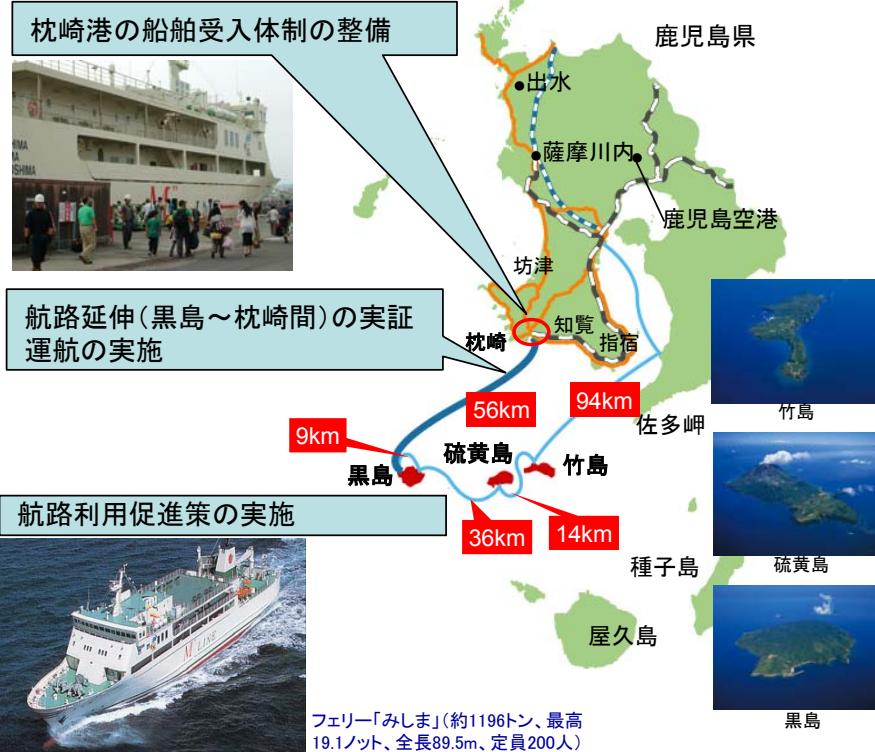 枕崎港の船舶受入体制の整備
鹿児島県
出水
薩摩川内
鹿児島空港
坊津
航路延伸(黒島～枕崎間)の実証
運航の実施
枕崎
知覧
指宿
56km
94km
佐多岬
竹島
9km
黒島
硫黄島
竹島
36km
14km
航路利用促進策の実施
種子島
硫黄島
屋久島
黒島
M LINE
フェリー「みしま」(約1196トン、最高
19.1ノット、全長89.5m、定員200人)